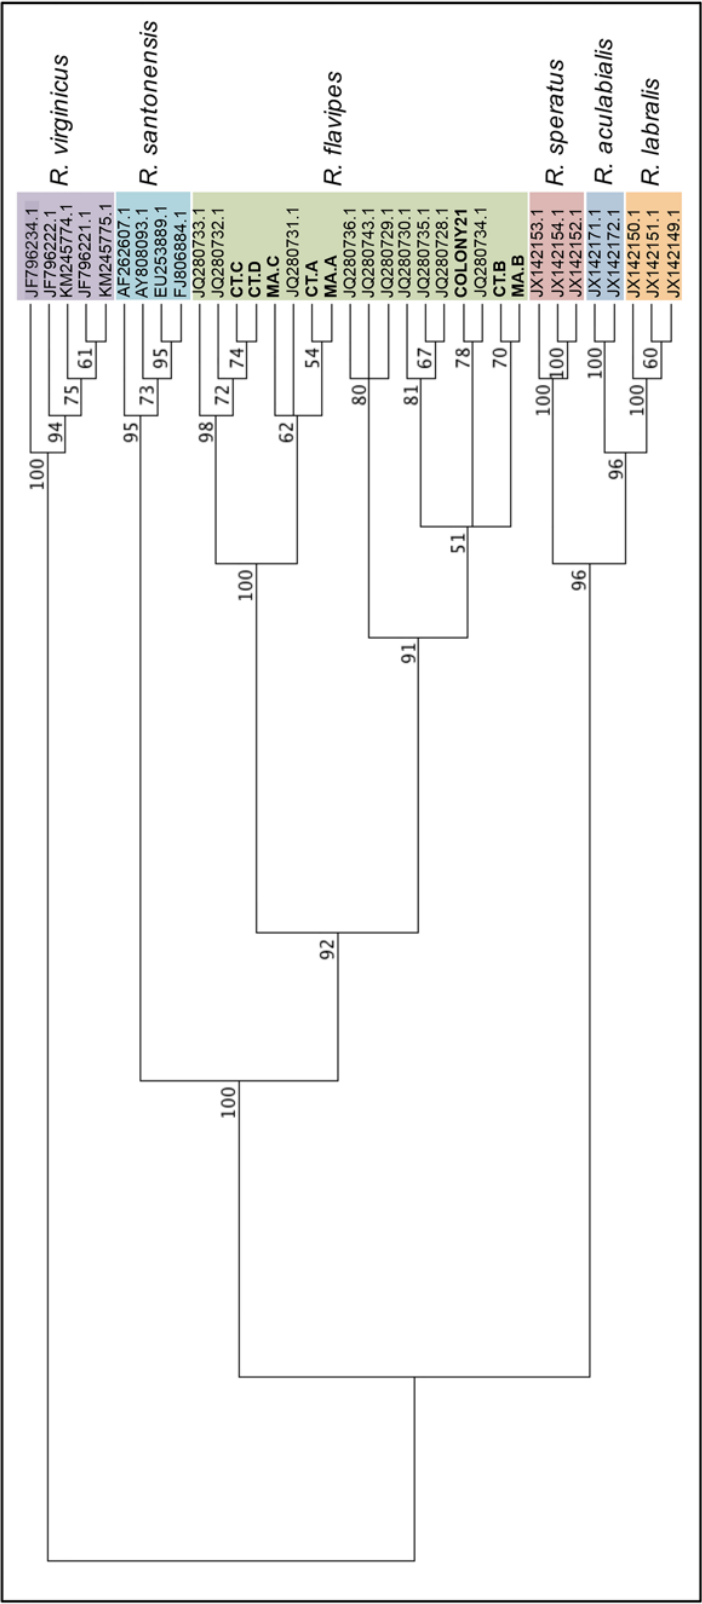 R. virginicus
R. santonensis
R. flavipes
R. speratus
R. aculabialis
R. labralis
JF796234.1
JF796222.1
KM245774.1
JF796221.1
KM245775.1
AF262607.1
AY808093.1
EU253889.1
FJ806884.1
JQ280733.1
JQ280732.1
CT.C
CT.D
MA.C
JQ280731.1
CT.A
MA.A
JQ280736.1
JQ280743.1
JQ280729.1
JQ280730.1
JQ280735.1
JQ280728.1
COLONY21
JQ280734.1
CT.B
MA.B
JX142153.1
JX142154.1
JX142152.1
JX142171.1
JX142172.1
JX142150.1
JX142151.1
JX142149.1
100
94
75
61
95
73
95
98
72
74
62
54
80
81
67
78
70
51
100
91
92
100
100
100
100
100
60
96
96